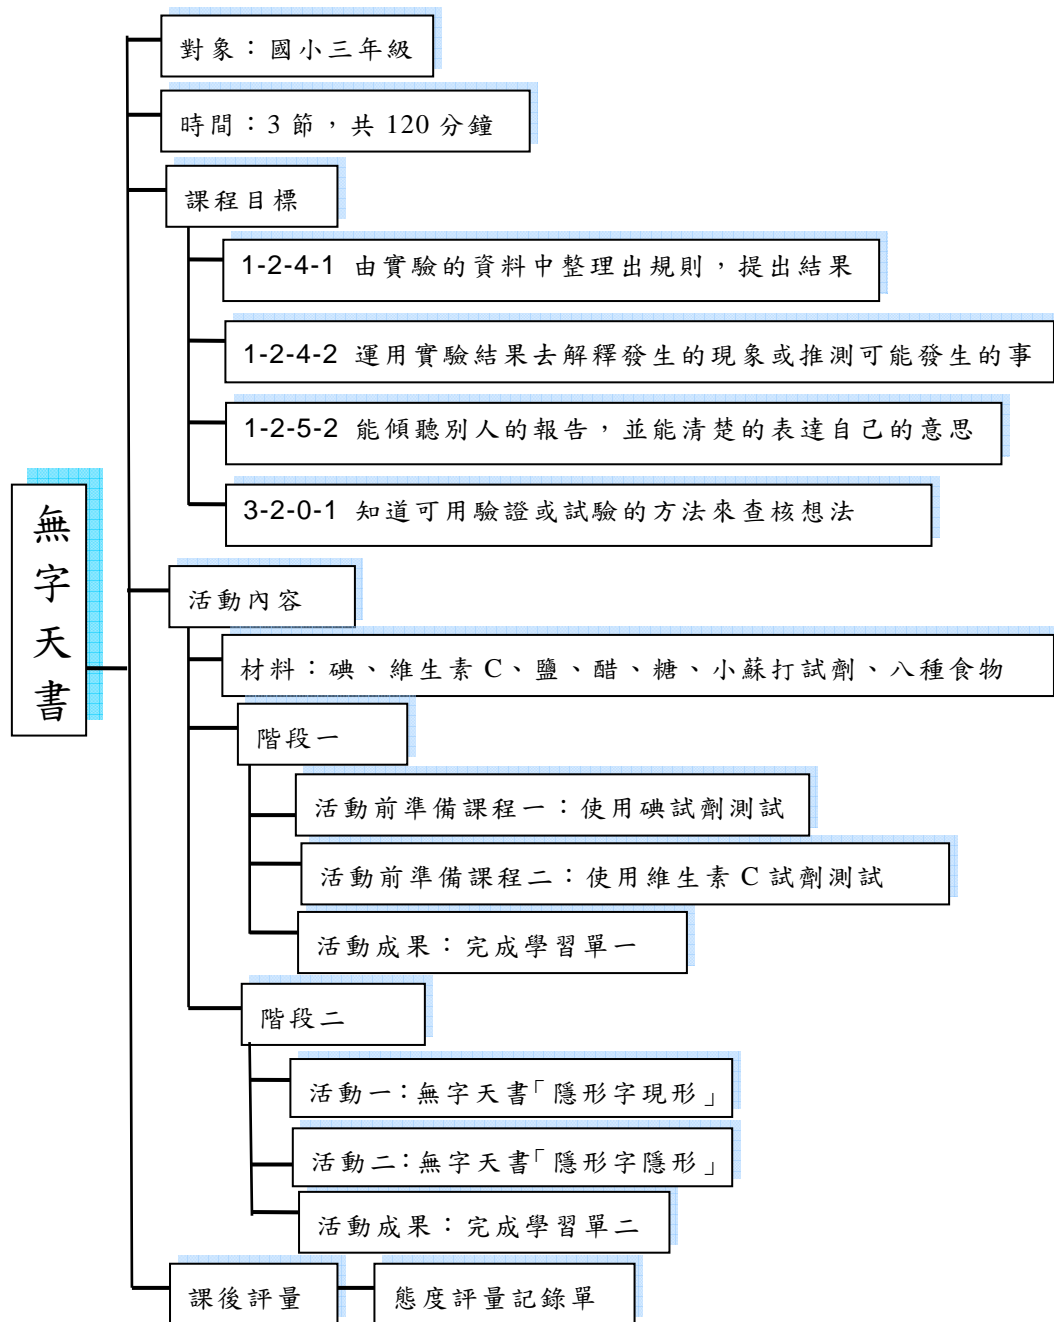 對象：國小三年級
時間：3 節，共 120 分鐘
課程目標
1-2-4-1 由實驗的資料中整理出規則，提出結果
1-2-4-2 運用實驗結果去解釋發生的現象或推測可能發生的事
1-2-5-2 能傾聽別人的報告，並能清楚的表達自己的意思
3-2-0-1 知道可用驗證或試驗的方法來查核想法
無字天書
活動內容
材料：碘、維生素 C、鹽、醋、糖、小蘇打試劑、八種食物
階段一
活動前準備課程一：使用碘試劑測試
活動前準備課程二：使用維生素 C 試劑測試
活動成果：完成學習單一
階段二
活動一：無字天書「隱形字現形」
活動二：無字天書「隱形字隱形」
活動成果：完成學習單二
課後評量
態度評量記錄單